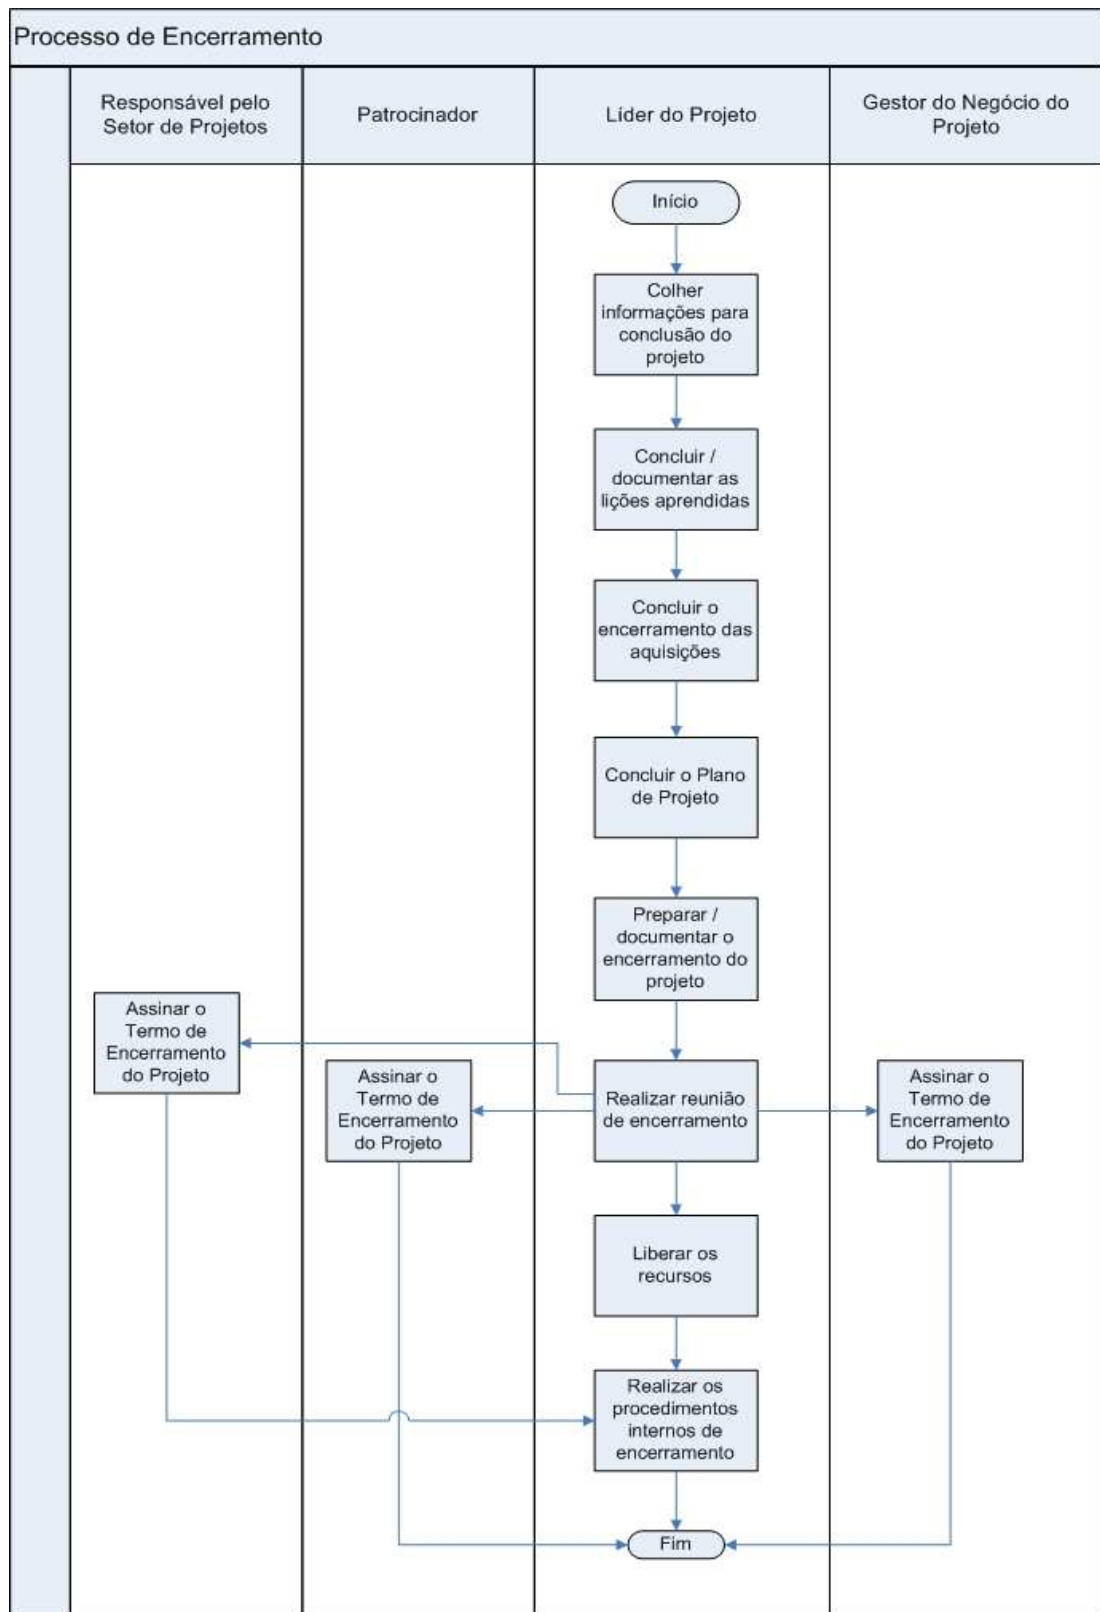 Processo de Encerramento
Responsável pelo
Setor de Projetos
Patrocinador
Líder do Projeto
Gestor do Negócio do
Projeto
Início
Colher
informações para
conclusão do
projeto
Concluir /
documentar as
lições aprendidas
Concluir o
encerramento das
aquisições
Concluir o Plano
de Projeto
Preparar /
documentar o
encerramento do
projeto
Assinar o
Termo de
Encerramento
do Projeto
Assinar o
Termo de
Encerramento
do Projeto
Realizar reunião
de encerramento
Assinar o
Termo de
Encerramento
do Projeto
Liberar os
recursos
Realizar os
procedimentos
internos de
encerramento
Fim